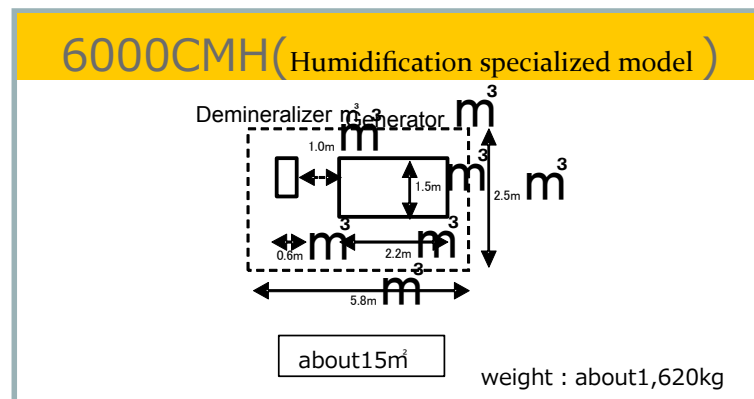 6000CMH(Humidification specialized model )
Demineralizer ㎥ Generator ㎥
1.0m ㎥
1.5m ㎥
2.5m ㎥
0.6m ㎥ 2.2m ㎥
5.8m ㎥
about15㎡
weight : about1,620kg